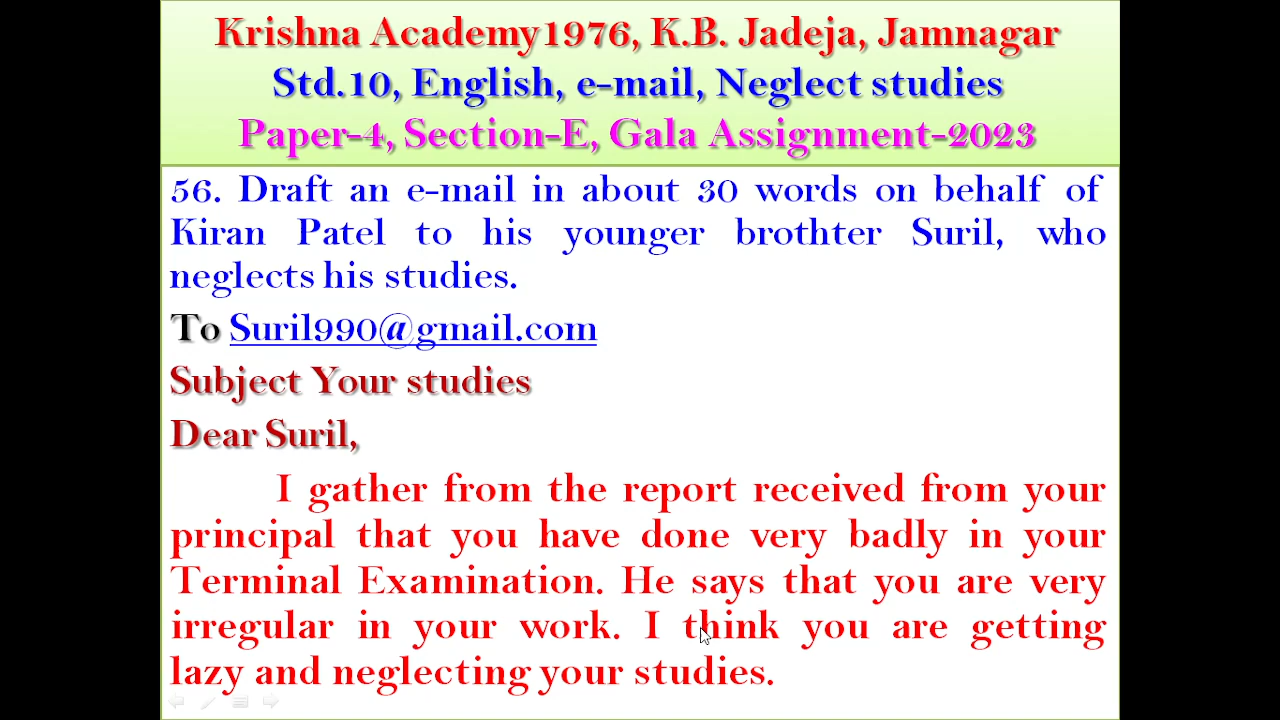 Krishna Academy1976, K.B. Jadeja, Jamnagar
Std.10, English, e-mail, Neglect studies
Paper-4, Section-E, Gala Assignment-2023
56. Draft an e-mail in about 30 words on behalf of
Kiran Patel to his younger brothter Suril, who
neglects his studies.
To Suril990@gmail.com
Subject Your studies
Dear Suril,
I gather from the report received from your
principal that you have done very badly in your
Terminal Examination. He says that you are very
irregular in your work. I think you are getting
lazy and neglecting your studies.